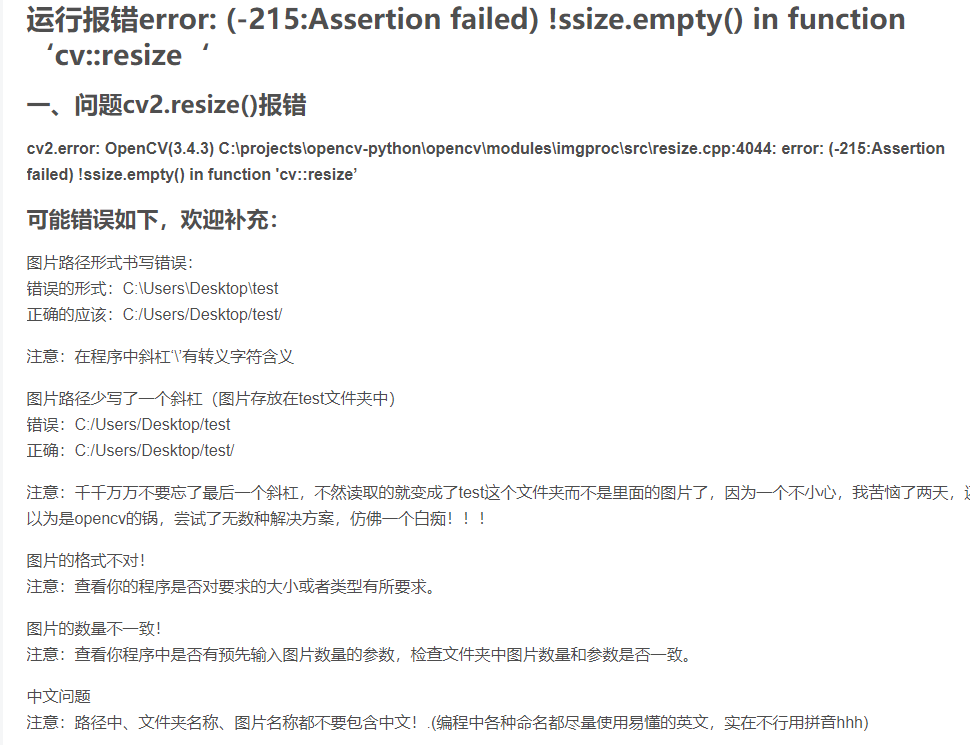 运行报错error: (-215:Assertion failed) !ssize.empty() in function
‘cv::resize‘
一、问题cv2.resize()报错
cv2.error: OpenCV(3.4.3) C:\projects\opencv-python\opencv\modules\imgproc\src\resize.cpp:4044: error: (-215:Assertion
failed) !ssize.empty() in function 'cv::resize’
可能错误如下，欢迎补充：
图片路径形式书写错误：
错误的形式：C:\Users\Desktop\test
正确的应该：C:/Users/Desktop/test/
注意：在程序中斜杠‘\’有转义字符含义
图片路径少写了一个斜杠（图片存放在test文件夹中）
错误：C:/Users/Desktop/test
正确：C:/Users/Desktop/test/
注意：千千万万不要忘了最后一个斜杠，不然读取的就变成了test这个文件夹而不是里面的图片了，因为一个不小心，我苦恼了两天，
以为是opencv的锅，尝试了无数种解决方案，仿佛一个白痴！！！
图片的格式不对！
注意：查看你的程序是否对要求的大小或者类型有所要求。
图片的数量不一致！
注意：查看你程序中是否有预先输入图片数量的参数，检查文件夹中图片数量和参数是否一致。
中文问题
注意：路径中、文件夹名称、图片名称都不要包含中文！.(编程中各种命名都尽量使用易懂的英文，实在不行用拼音hhh)